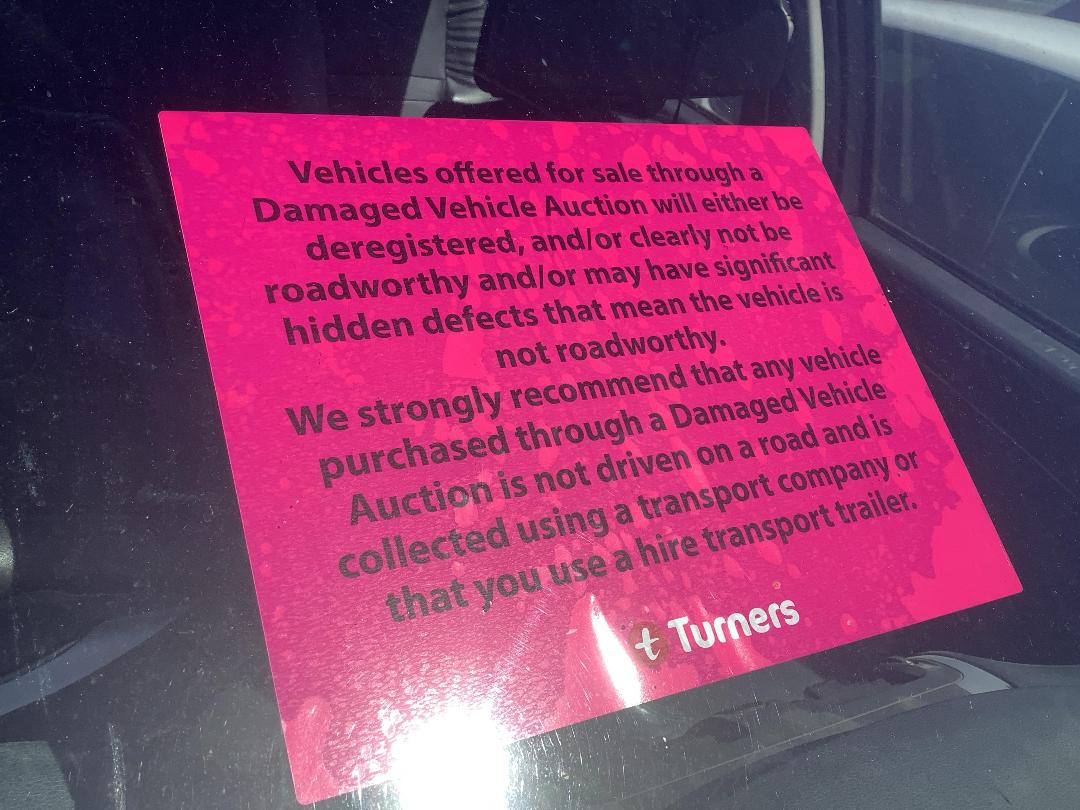 Vehicles offered for sale through a
Damaged Vehicle Auction will either be
deregistered, and/or clearly not be
roadworthy and/or may have significant
hidden defects that mean the vehicle is
not roadworthy.
We strongly recommend that any vehicle
purchased through a Damaged Vehicle
Auction is not driven on a road and is
collected using a transport company or
that you use a hire transport trailer.
t Turners